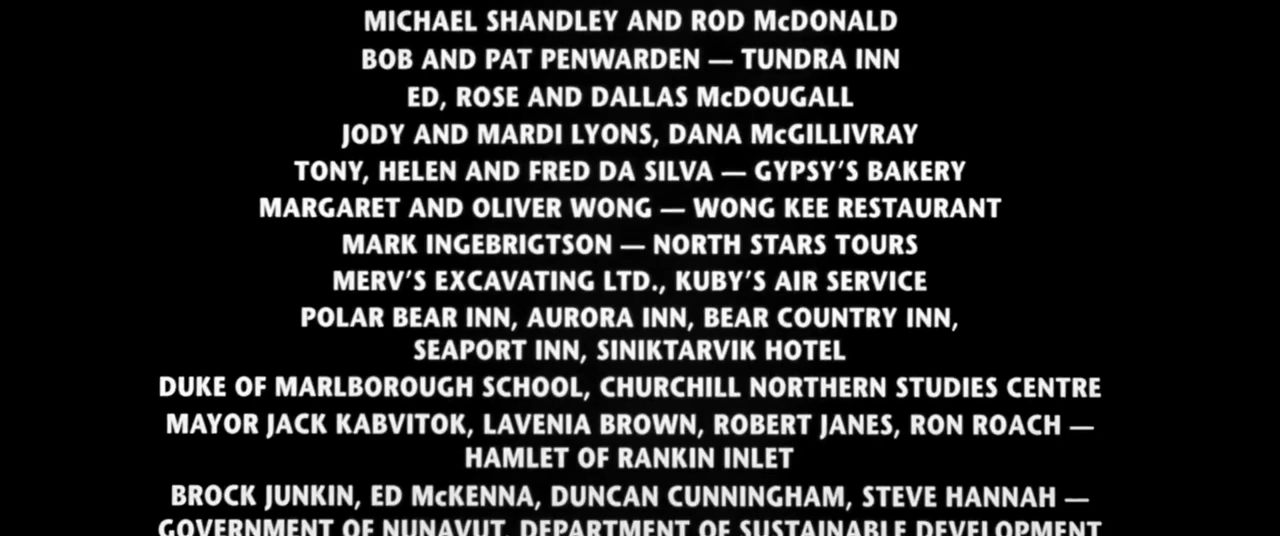 MICHAEL SHANDLEY AND ROD McDONALD
BOB AND PAT PENWARDEN — TUNDRA INN
ED, ROSE AND DALLAS McDOUGALL
JODY AND MARDI LYONS, DANA McGILLIVRAY
TONY, HELEN AND FRED DA SILVA — GYPSY'S BAKERY
MARGARET AND OLIVER WONG — WONG KEE RESTAURANT
MARK INGEBRIGTSON — NORTH STARS TOURS
MERV'S EXCAVATING LTD., KUBY'S AIR SERVICE
POLAR BEAR INN, AURORA INN, BEAR COUNTRY INN,
SEAPORT INN, SINIKTARVIK HOTEL
DUKE OF MARLBOROUGH SCHOOL, CHURCHILL NORTHERN STUDIES CENTRE
MAYOR JACK KABVITOK, LAVENIA BROWN, ROBERT JANES, RON ROACH —
HAMLET OF RANKIN INLET
BROCK JUNKIN, ED McKENNA, DUNCAN CUNNINGHAM, STEVE HANNAH —
GOVERNMENT OF NUNAVUT, DEPARTMENT OF SUSTAINABLE DEVELOPMENT